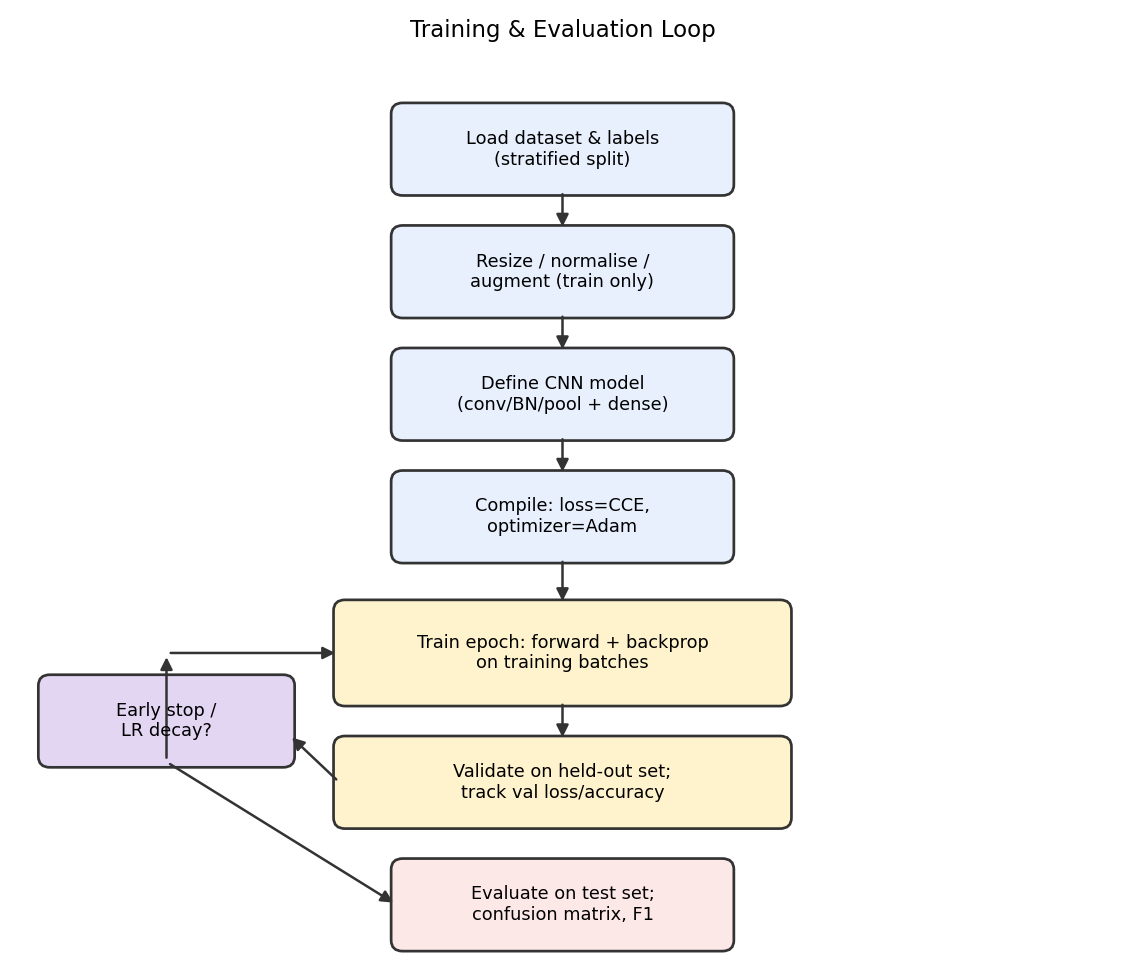 Training & Evaluation Loop
Load dataset & labels
(stratified split)
Resize / normalise /
augment (train only)
Define CNN model
(conv/BN/pool + dense)
Compile: loss=CCE,
optimizer=Adam
Train epoch: forward + backprop
on training batches
Early stop /
LR decay?
Validate on held-out set;
track val loss/accuracy
Evaluate on test set;
confusion matrix, F1